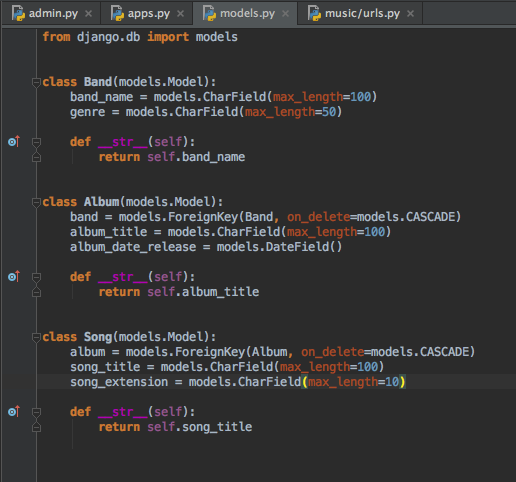 admin.py × apps.py × models.py × music/urls.py ×
from django.db import models
class Band(models.Model):
    band_name = models.CharField(max_length=100)
    genre = models.CharField(max_length=50)
    def __str__(self):
        return self.band_name
class Album(models.Model):
    band = models.ForeignKey(Band, on_delete=models.CASCADE)
    album_title = models.CharField(max_length=100)
    album_date_release = models.DateField()
    def __str__(self):
        return self.album_title
class Song(models.Model):
    album = models.ForeignKey(Album, on_delete=models.CASCADE)
    song_title = models.CharField(max_length=100)
    song_extension = models.CharField(max_length=10)
    def __str__(self):
        return self.song_title